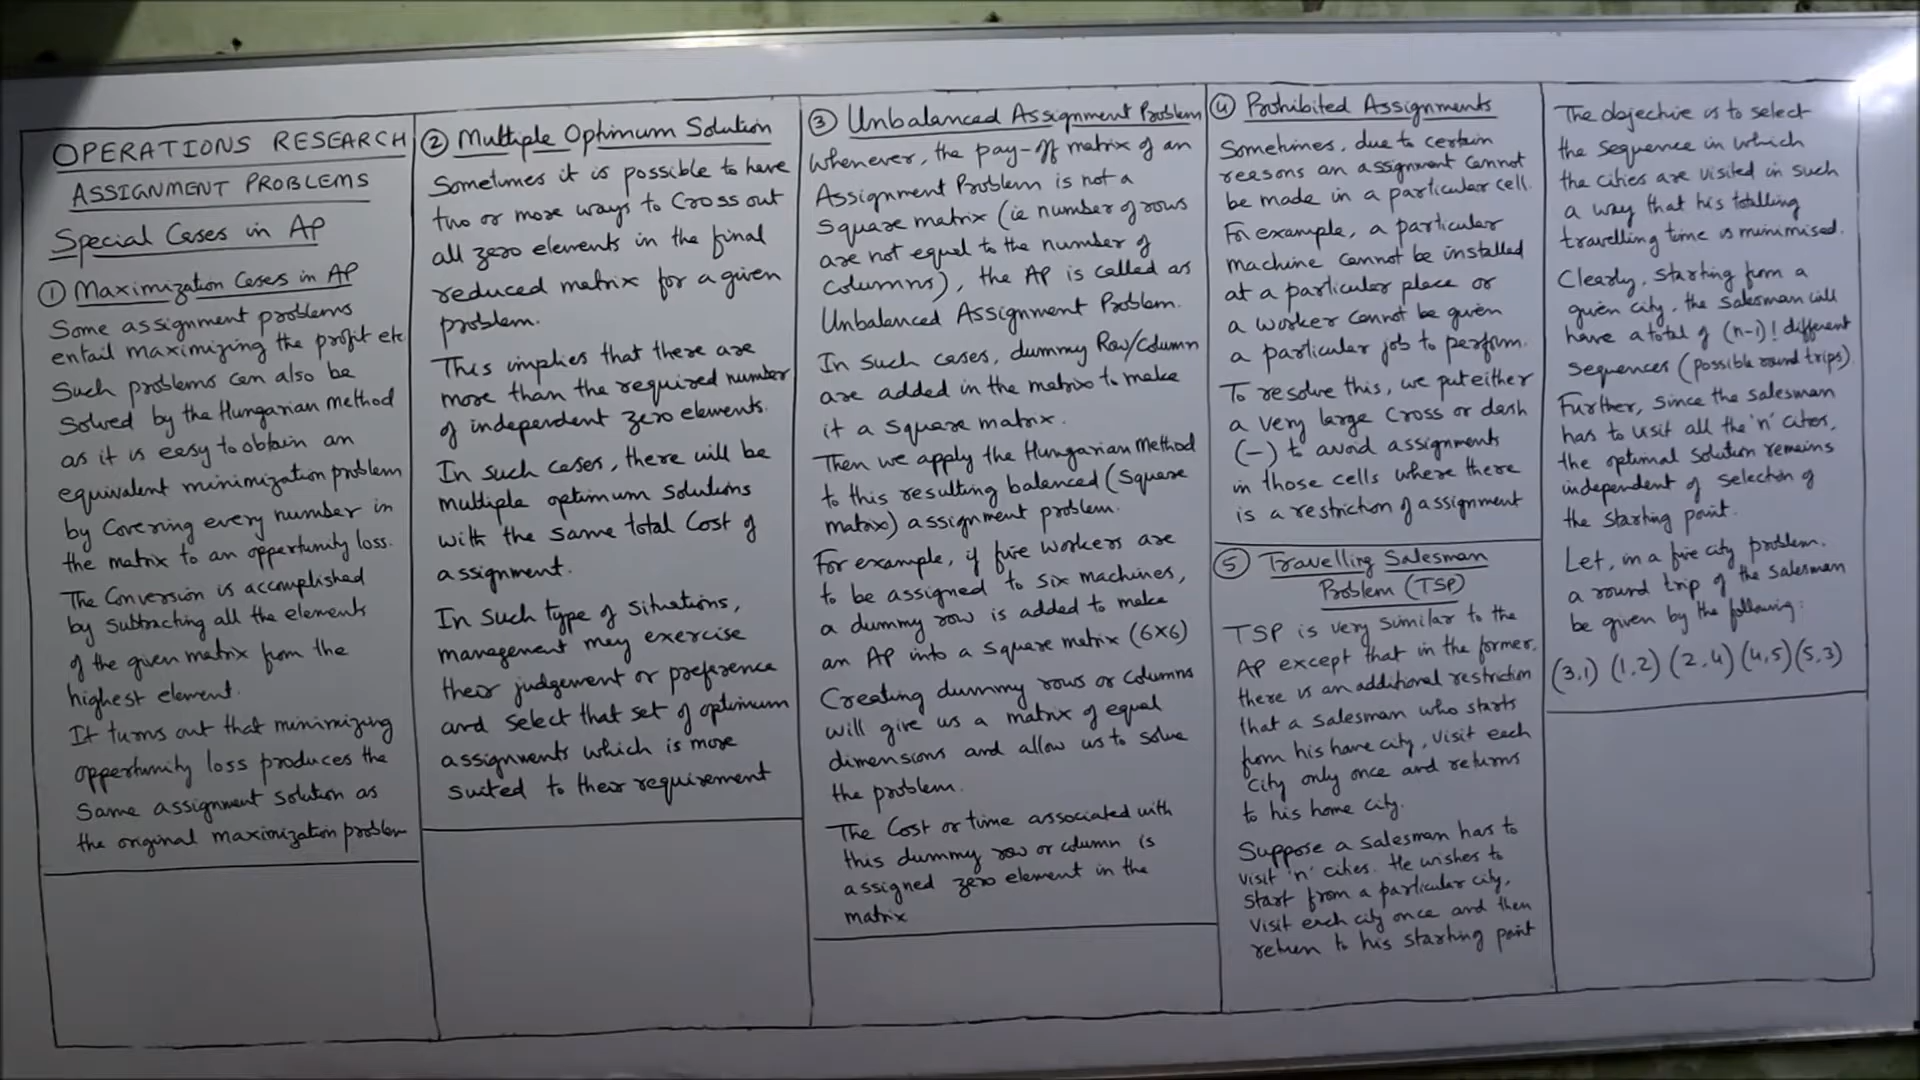 OPERATIONS RESEARCH
ASSIGNMENT PROBLEMS
Special Cases in AP
① Maximization Cases in AP
Some assignment problems
entail maximizing the profit etc
Such problems can also be
solved by the Hungarian Method
as it is easy to obtain an
equivalent minimization problem
by Covering every number in
the matrix to an oppertunity loss.
The Conversion is accomplished
by subtracting all the elements
of the given matrix from the
highest element.
It turns out that minimizing
oppertunity loss produces the
Same assignment solution as
the original maximization problem
② Multiple Optimum Solution
Sometimes it is possible to have
two or more ways to Cross out
all zero elements in the final
reduced matrix for a given
problem.
This implies that there are
more than the required number
of independent zero elements.
In such cases, there will be
multiple optimum solutions
with the same total Cost of
assignment.
In such type of situations,
management may exercise
their judgement or preference
and select that set of optimum
assignments which is more
suited to their requirement
③ Unbalanced Assignment Problem
Whenever, the pay-off matrix of an
Assignment Problem is not a
square matrix (ie number of rows
are not equal to the number of
columns), the AP is called as
Unbalanced Assignment Problem.
In such cases, dummy Row/Column
are added in the matrix to make
it a square matrix.
Then we apply the Hungarian Method
to this resulting balanced (square
matrix) assignment problem.
For example, if five workers are
to be assigned to six machines,
a dummy row is added to make
an AP into a square matrix (6×6)
Creating dummy rows or columns
will give us a matrix of equal
dimensions and allow us to solve
the problem.
The Cost or time associated with
this dummy row or column is
assigned zero element in the
matrix
④ Prohibited Assignments
Sometimes, due to certain
reasons an assignment cannot
be made in a particular cell.
For example, a particular
machine cannot be installed
at a particular place or
a worker cannot be given
a particular job to perform.
To resolve this, we put either
a very large Cross or dash
(-) to avoid assignments
in those cells where there
is a restriction of assignment
⑤ Travelling Salesman
Problem (TSP)
TSP is very similar to the
AP except that in the former,
there is an additional restriction
that a salesman who starts
from his home city, visit each
city only once and returns
to his home city.
Suppose a salesman has to
visit 'n' cities. He wishes to
start from a particular city,
visit each city once and then
return to his starting point
The objective is to select
the sequence in which
the cities are visited in such
a way that his totalling
travelling time is minimised.
Clearly, starting from a
given city, the salesman will
have a total of (n-1)! different
sequences (possible round trips).
Further, since the salesman
has to visit all the 'n' cities,
the optimal solution remains
independent of selection of
the starting point.
Let, in a five city problem.
a round trip of the salesman
be given by the following:
(3,1) (1,2) (2,4) (4,5) (5,3)